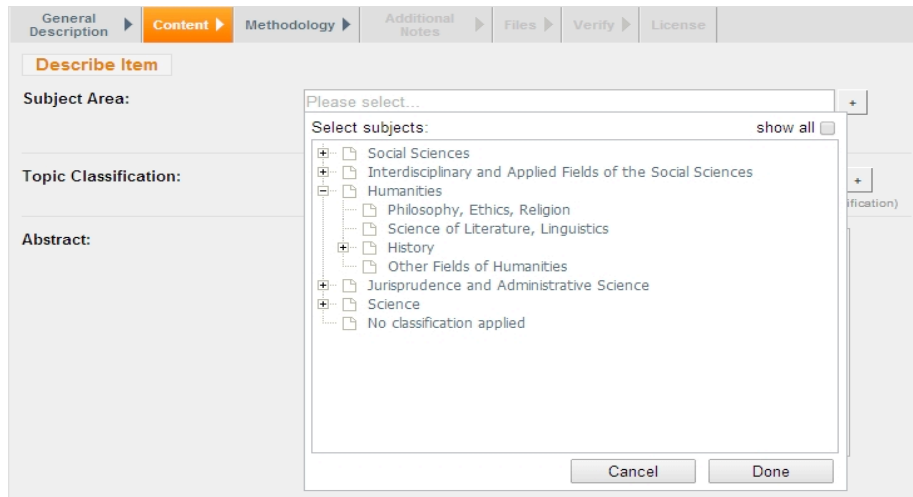 General Description
Content
Methodology
Additional Notes
Files
Verify
License
Describe Item
Subject Area:
Please select...
+
Select subjects:
show all
Social Sciences
Interdisciplinary and Applied Fields of the Social Sciences
Humanities
Philosophy, Ethics, Religion
Science of Literature, Linguistics
History
Other Fields of Humanities
Jurisprudence and Administrative Science
Science
No classification applied
Topic Classification:
+
ification)
Abstract:
Cancel
Done